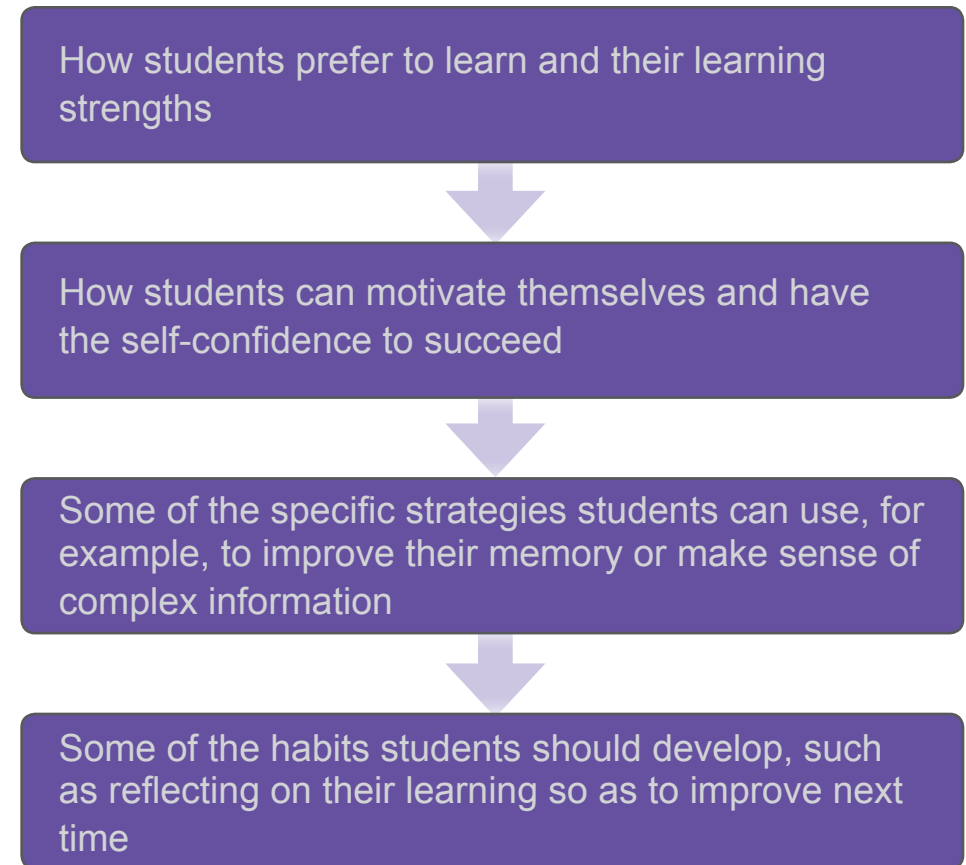 How students prefer to learn and their learning
strengths
How students can motivate themselves and have
the self-confidence to succeed
Some of the specific strategies students can use, for
example, to improve their memory or make sense of
complex information
Some of the habits students should develop, such
as reflecting on their learning so as to improve next
time